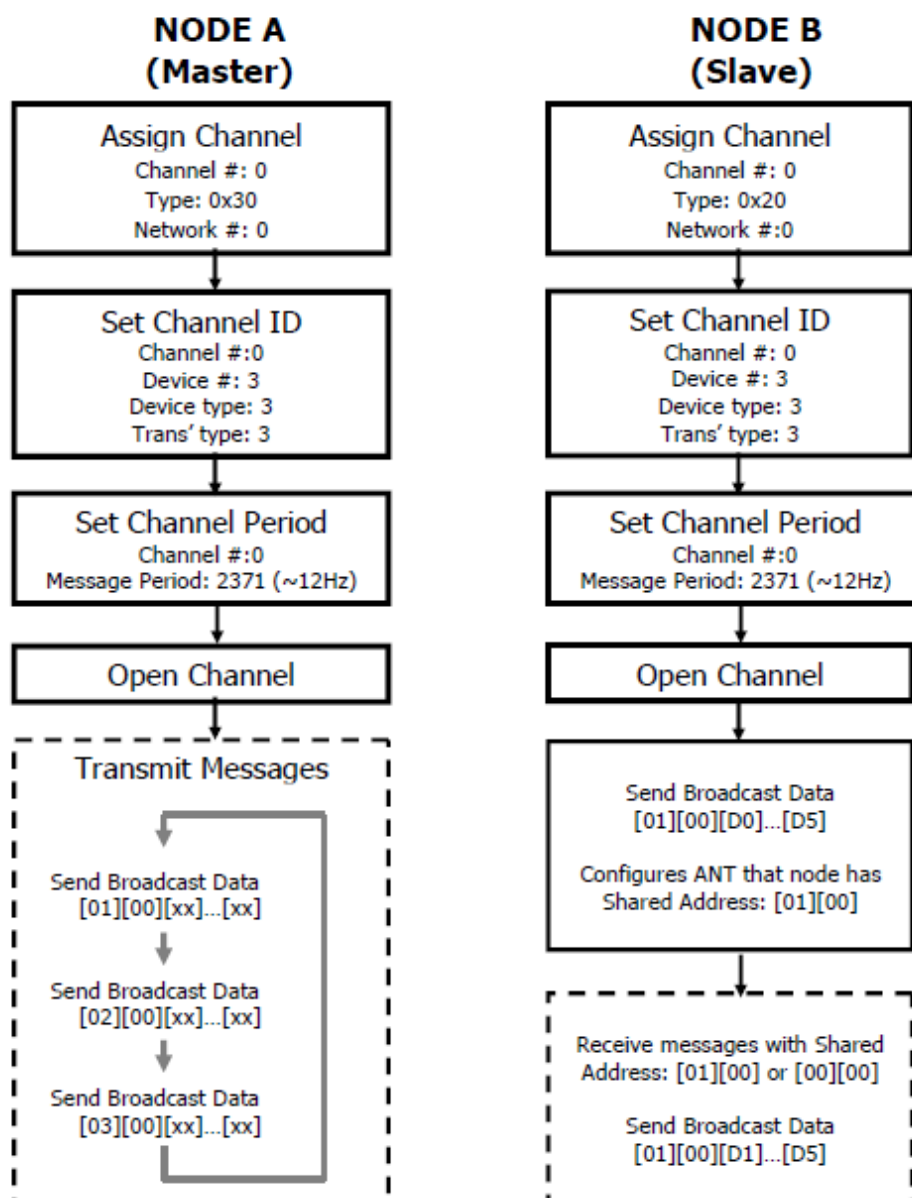 NODE A
(Master)
Assign Channel
Channel #: 0
Type: 0x30
Network #: 0
Set Channel ID
Channel #:0
Device #: 3
Device type: 3
Trans’ type: 3
Set Channel Period
Channel #:0
Message Period: 2371 (~12Hz)
Open Channel
Transmit Messages
Send Broadcast Data
[01][00][xx]...[xx]
Send Broadcast Data
[02][00][xx]...[xx]
Send Broadcast Data
[03][00][xx]...[xx]
NODE B
(Slave)
Assign Channel
Channel #: 0
Type: 0x20
Network #:0
Set Channel ID
Channel #: 0
Device #: 3
Device type: 3
Trans’ type: 3
Set Channel Period
Channel #:0
Message Period: 2371 (~12Hz)
Open Channel
Send Broadcast Data
[01][00][D0]...[D5]
Configures ANT that node has
Shared Address: [01][00]
Receive messages with Shared
Address: [01][00] or [00][00]
Send Broadcast Data
[01][00][D1]...[D5]